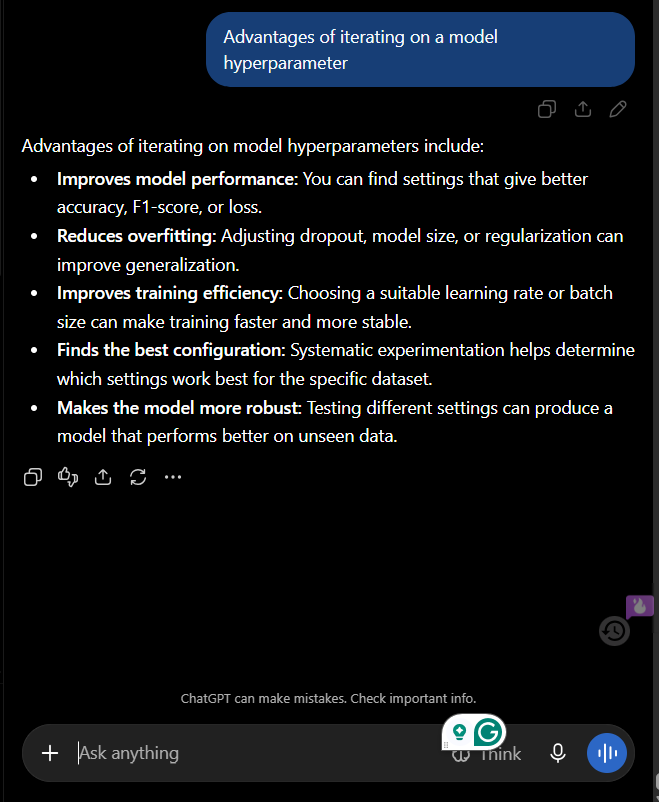 Advantages of iterating on a model
hyperparameter
Advantages of iterating on model hyperparameters include:
• Improves model performance: You can find settings that give better
accuracy, F1-score, or loss.
• Reduces overfitting: Adjusting dropout, model size, or regularization can
improve generalization.
• Improves training efficiency: Choosing a suitable learning rate or batch
size can make training faster and more stable.
• Finds the best configuration: Systematic experimentation helps determine
which settings work best for the specific dataset.
• Makes the model more robust: Testing different settings can produce a
model that performs better on unseen data.
ChatGPT can make mistakes. Check important info.
Ask anything
Think